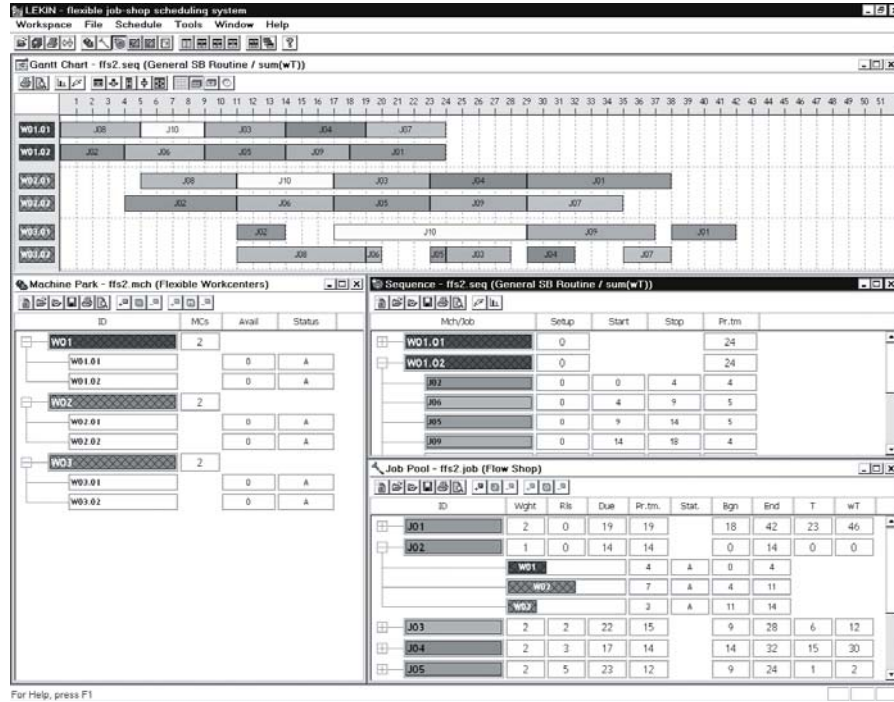 LEKIN - flexible job-shop scheduling system
Workspace File Schedule Tools Window Help
Gantt Chart - ffs2.seq (General SB Routine / sum(wT))
1 2 3 4 5 6 7 8 9 10 11 12 13 14 15 16 17 18 19 20 21 22 23 24 25 26 27 28 29 30 31 32 33 34 35 36 37 38 39 40 41 42 43 44 45 46 47 48 49 50 51
W01.01 J08 J10 J03 J04 J07
W01.02 J02 J06 J05 J09 J01
W02.01 J08 J10 J03 J04 J01
W02.02 J02 J06 J05 J09 J07
W03.01 J02 J10 J09 J01
W03.02 J08 J06 J05 J03 J04 J07
Machine Park - ffs2.mch (Flexible Workcenters)
ID MCs Avail Status
W01 2
W01.01 0 A
W01.02 0 A
W02 2
W02.01 0 A
W02.02 0 A
W03 2
W03.01 0 A
W03.02 0 A
Sequence - ffs2.seq (General SB Routine / sum(wT))
Mch/Job Setup Start Stop Pr.tm
W01.01 0 24
W01.02 0 24
J02 0 0 4 4
J06 0 4 9 5
J05 0 9 14 5
J09 0 14 18 4
Job Pool - ffs2.job (Flow Shop)
ID Wght Rls Due Pr.tm. Stat. Bgn End T wT
J01 2 0 19 19 18 42 23 46
J02 1 0 14 14 0 14 0 0
W01 4 A 0 4
W02 7 A 4 11
W03 3 A 11 14
J03 2 2 22 15 9 28 6 12
J04 2 3 17 14 14 32 15 30
J05 2 5 23 12 9 24 1 2
For Help, press F1